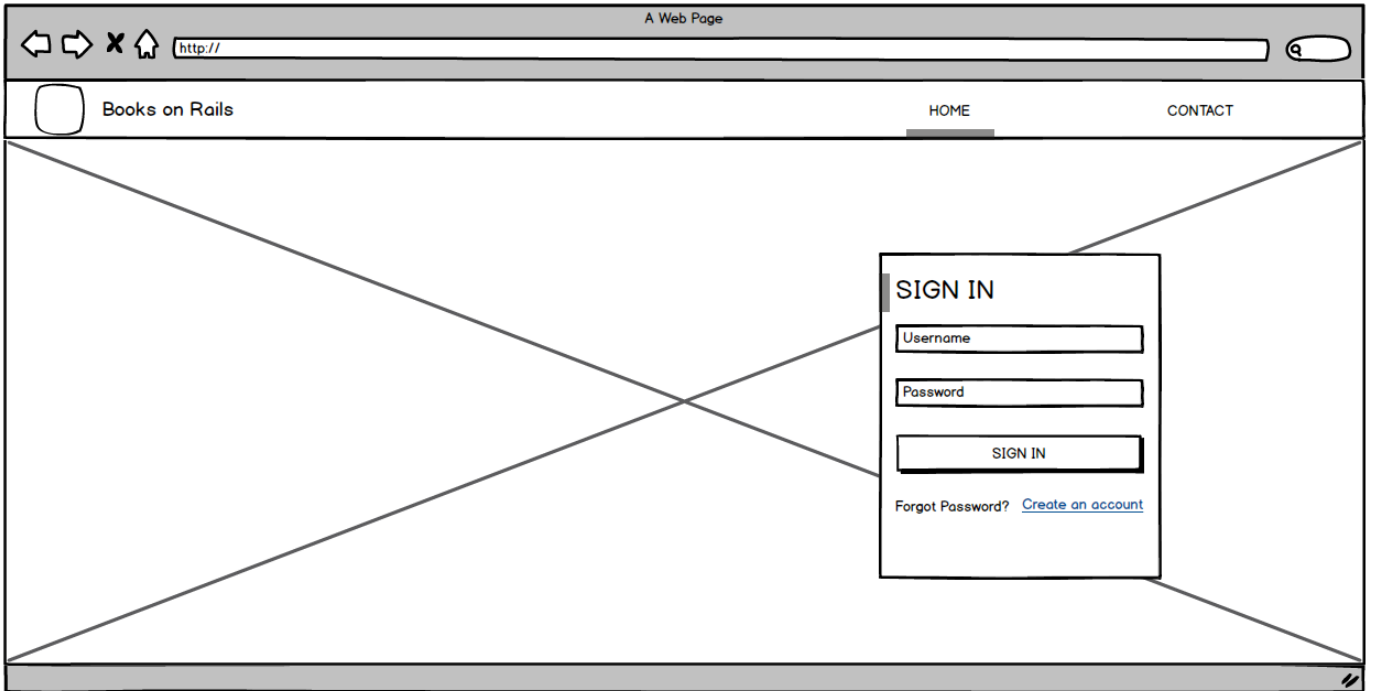 A Web Page
http://
Books on Rails
HOME
CONTACT
SIGN IN
Username
Password
SIGN IN
Forgot Password? Create an account